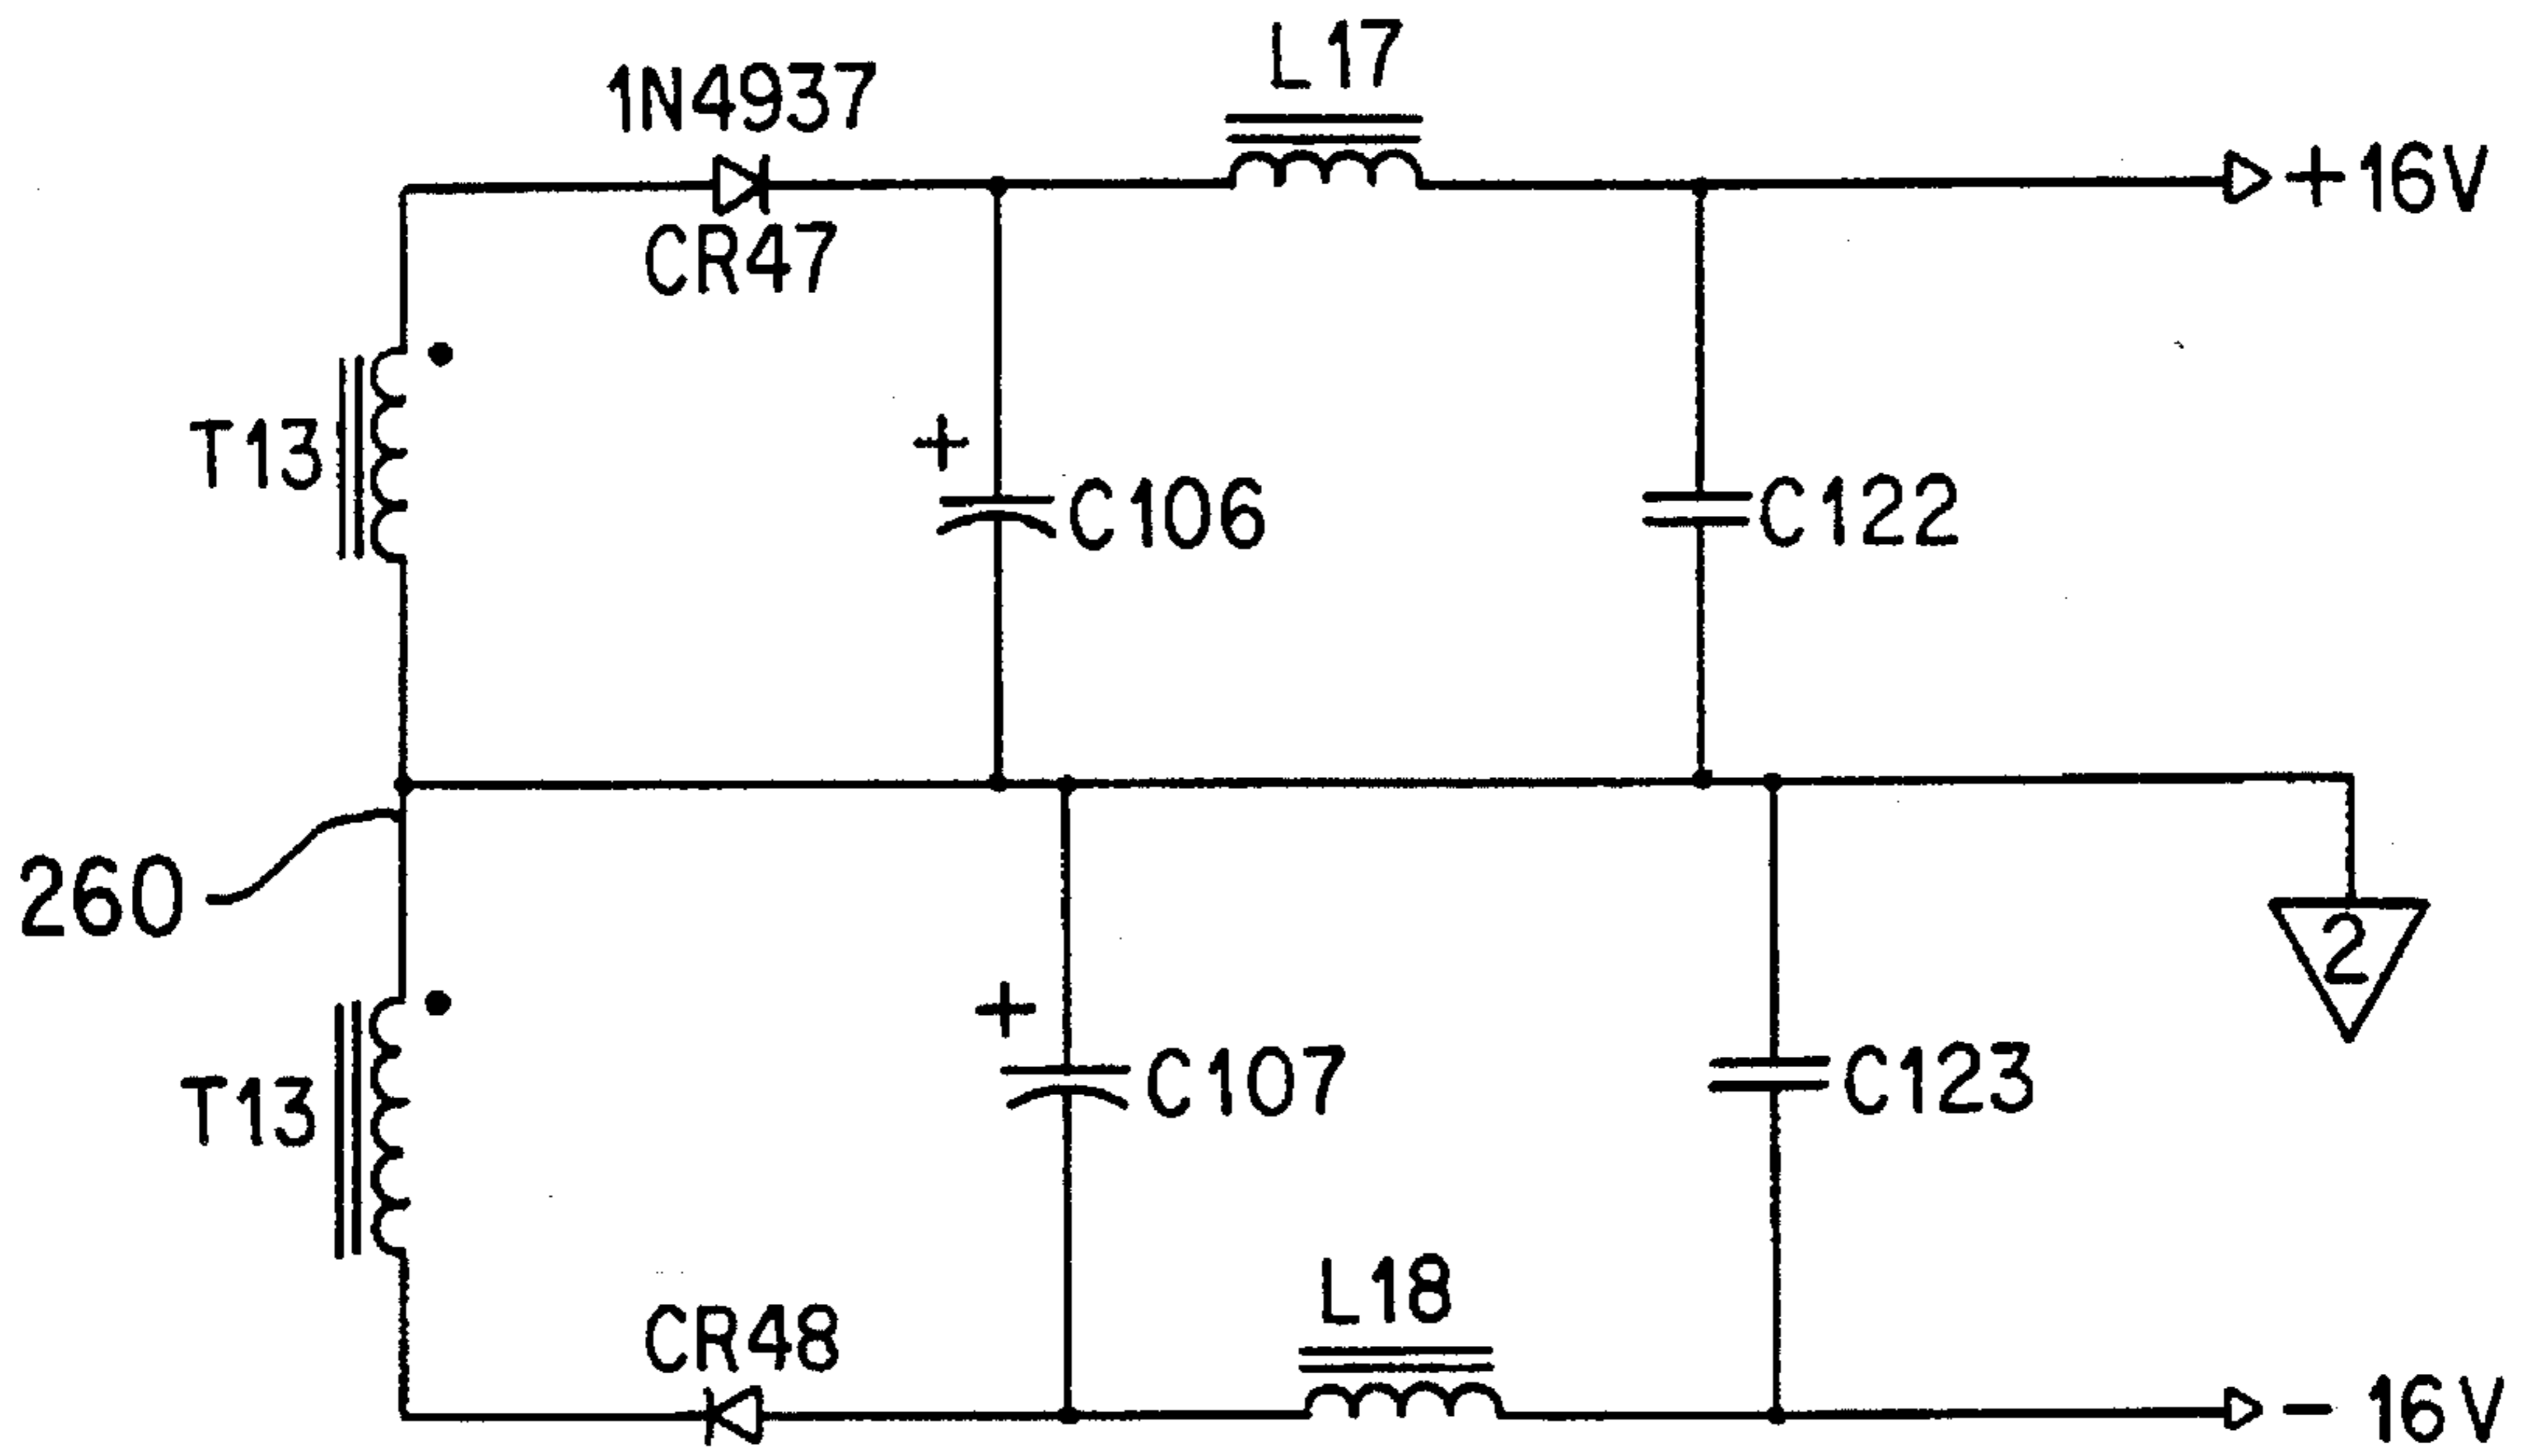 L17
1N4937
+16V
CR47
T13
+
C106
C122
260
2
+
T13
C107
C123
L18
CR48
-16V